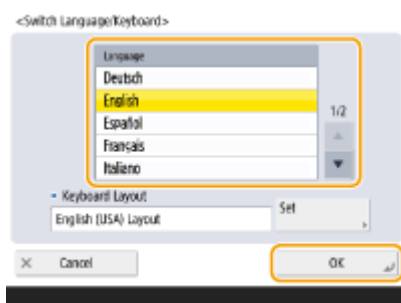 <Switch Language/Keyboard>
Language
Deutsch
English
Español
Français
Italiano
1/2
Keyboard Layout
English (USA) Layout
Set
Cancel
OK